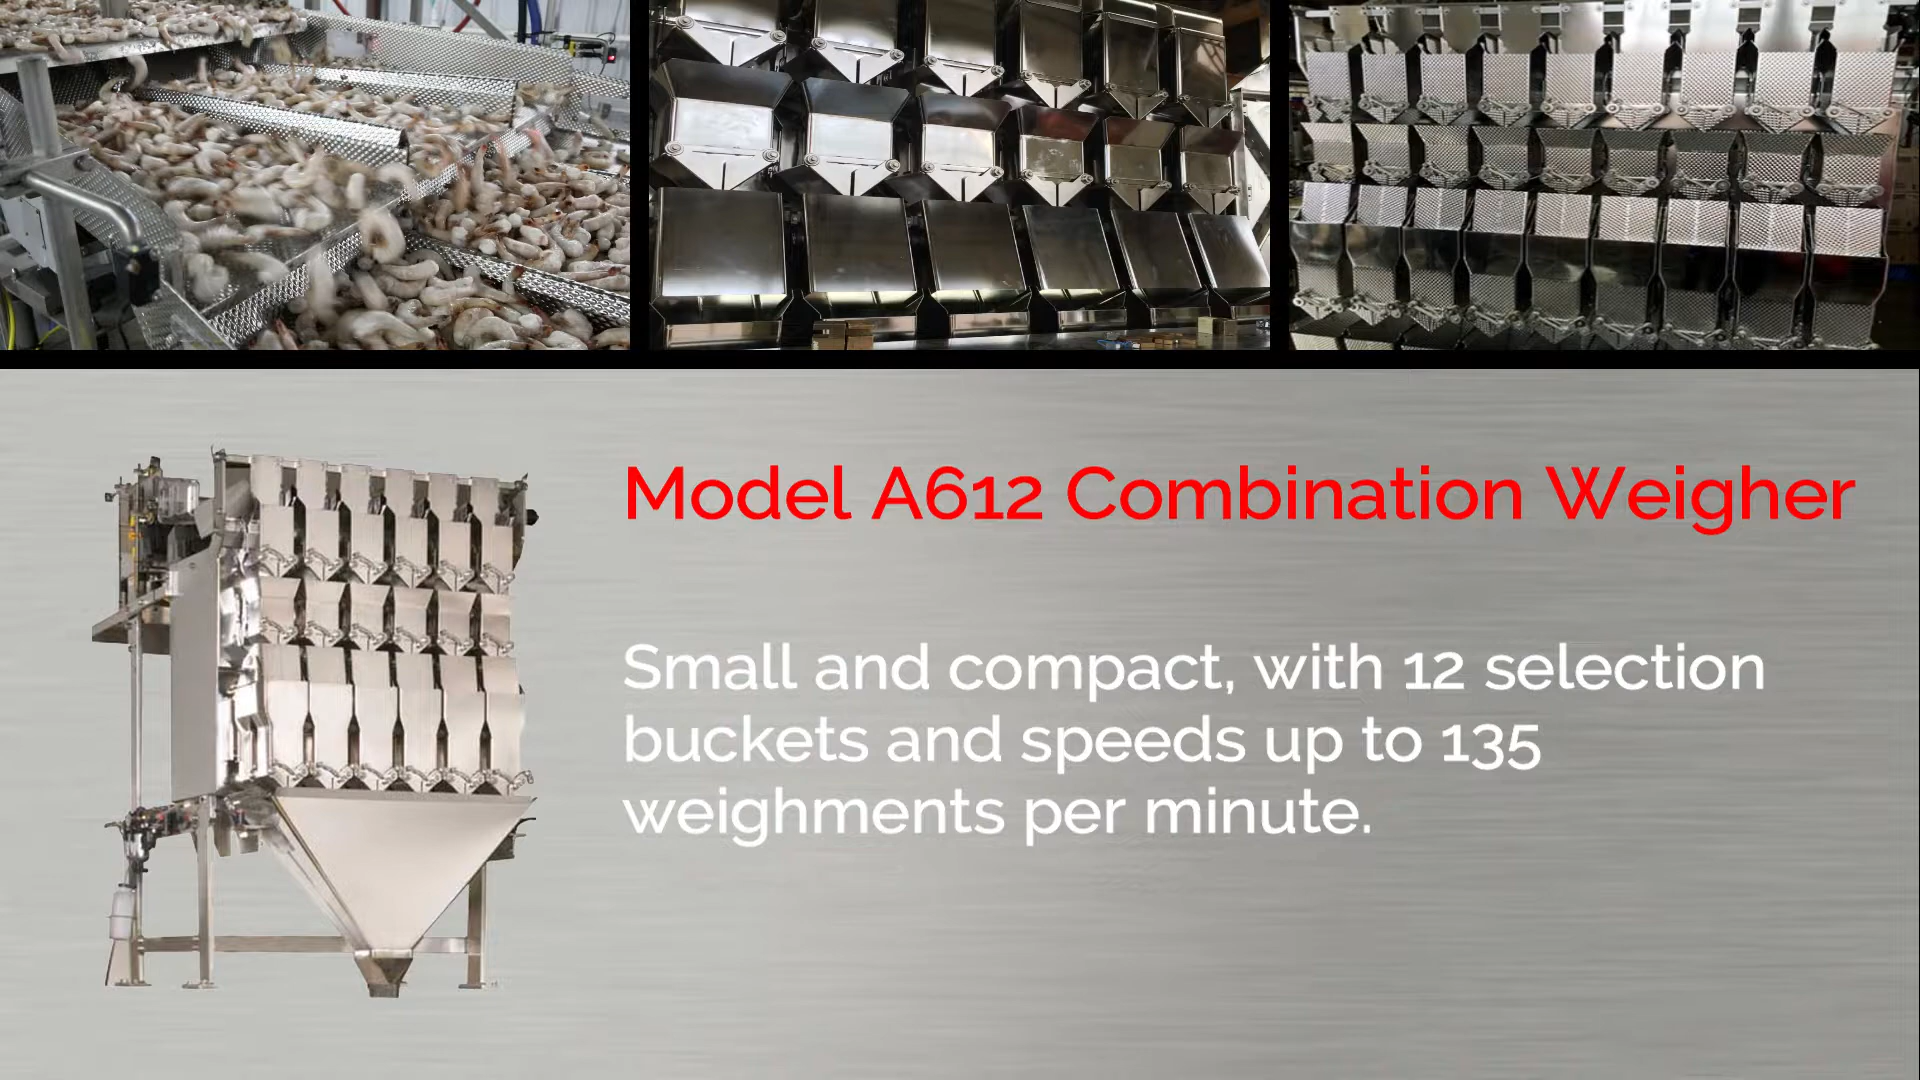 Model A612 Combination Weigher
Small and compact, with 12 selection
buckets and speeds up to 135
weighments per minute.